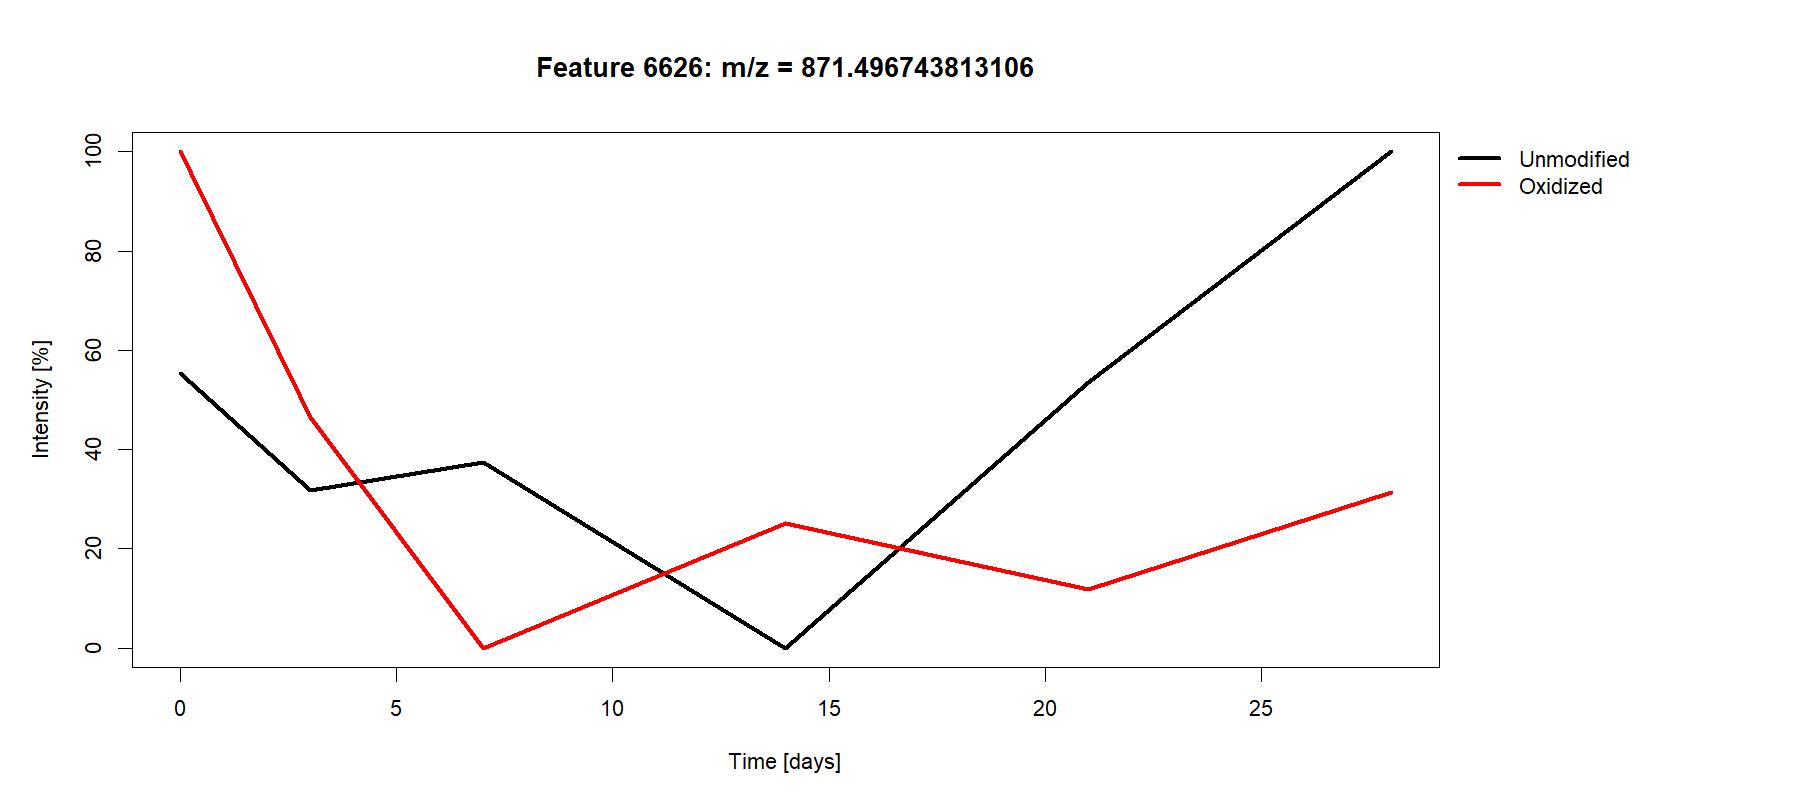 Feature 6626: m/z = 871.496743813106
Unmodified
Oxidized
Intensity [%]
100
80
60
40
20
0
0 5 10 15 20 25
Time [days]